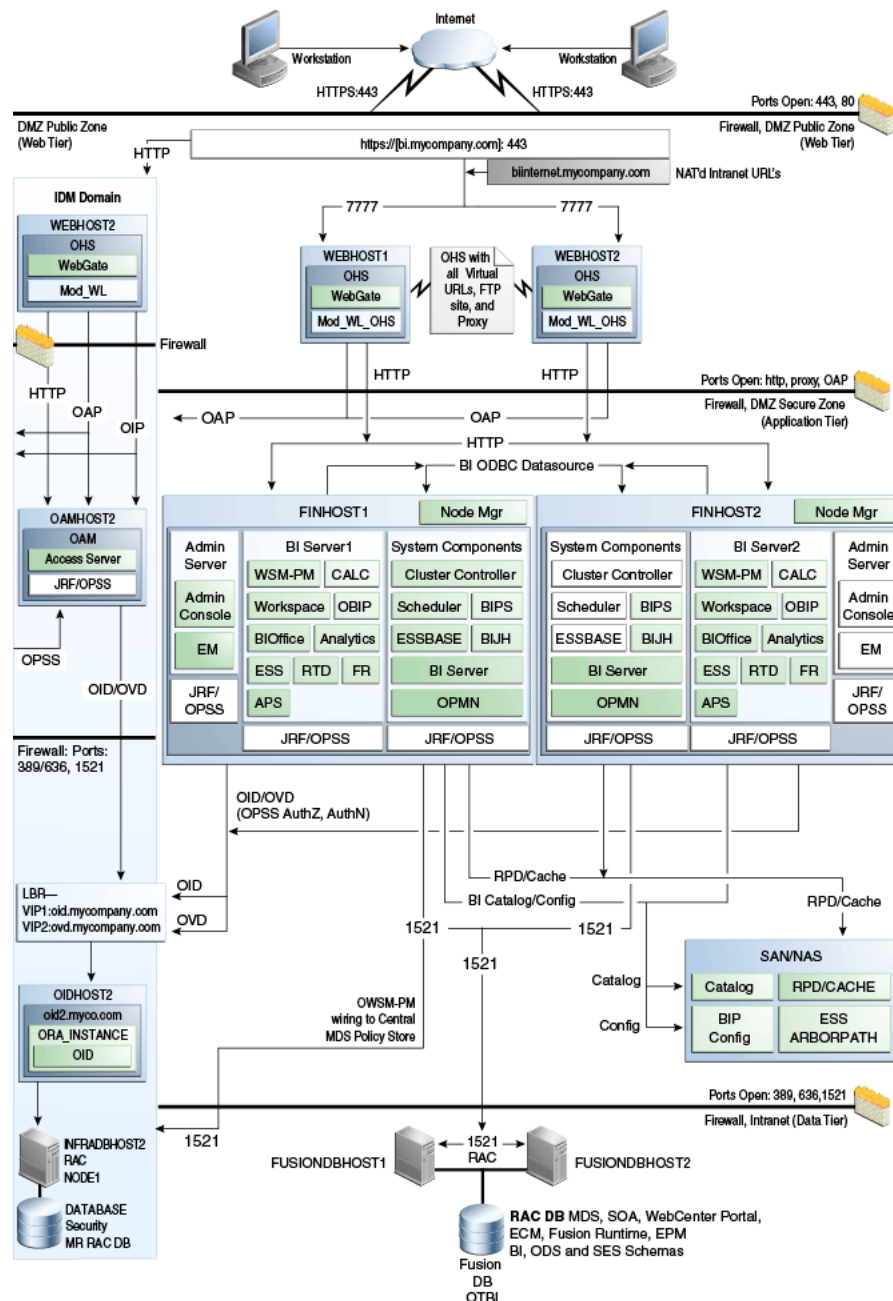 Internet
Workstation
Workstation
HTTPS:443
HTTPS:443
Ports Open: 443, 80
DMZ Public Zone
(Web Tier)
Firewall, DMZ Public Zone
(Web Tier)
HTTP
https://[bi.mycompany.com]: 443
biinternet.mycompany.com
NAT'd Intranet URL's
IDM Domain
7777
7777
WEBHOST2
OHS
WebGate
Mod_WL
WEBHOST1
OHS
WebGate
Mod_WL_OHS
OHS with
all Virtual
URLs, FTP
site, and
Proxy
WEBHOST2
OHS
WebGate
Mod_WL_OHS
Firewall
HTTP
OAP
OIP
HTTP
HTTP
Ports Open: http, proxy, OAP
Firewall, DMZ Secure Zone
(Application Tier)
OAP
OAP
HTTP
BI ODBC Datasource
OAMHOST2
OAM
Access Server
JRF/OPSS
OPSS
OID/OVD
FINHOST1
Node Mgr
Admin
Server
Admin
Console
EM
JRF/
OPSS
BI Server1
WSM-PM
CALC
Workspace
OBIP
BIOffice
Analytics
ESS
RTD
FR
APS
JRF/OPSS
System Components
Cluster Controller
Scheduler
BIPS
ESSBASE
BIJH
BI Server
OPMN
JRF/OPSS
FINHOST2
Node Mgr
System Components
Cluster Controller
Scheduler
BIPS
ESSBASE
BIJH
BI Server
OPMN
JRF/OPSS
BI Server2
WSM-PM
CALC
Workspace
OBIP
BIOffice
Analytics
ESS
RTD
FR
APS
JRF/OPSS
Admin
Server
Admin
Console
EM
JRF/
OPSS
Firewall: Ports:
389/636, 1521
OID/OVD
(OPSS AuthZ, AuthN)
OID
OVD
LBR—
VIP1:oid.mycompany.com
VIP2:ovd.mycompany.com
RPD/Cache
BI Catalog/Config
RPD/Cache
1521
1521
1521
SAN/NAS
Catalog
Config
Catalog
RPD/CACHE
BIP
Config
ESS
ARBORPATH
OIDHOST2
oid2.myco.com
ORA_INSTANCE
OID
OWSM-PM
wiring to Central
MDS Policy Store
Ports Open: 389, 636,1521
Firewall, Intranet (Data Tier)
1521
INFRADBHOST2
RAC
NODE1
DATABASE
Security
MR RAC DB
FUSIONDBHOST1
1521
RAC
FUSIONDBHOST2
RAC DB MDS, SOA, WebCenter Portal,
ECM, Fusion Runtime, EPM
BI, ODS and SES Schemas
Fusion
DB
OTBI